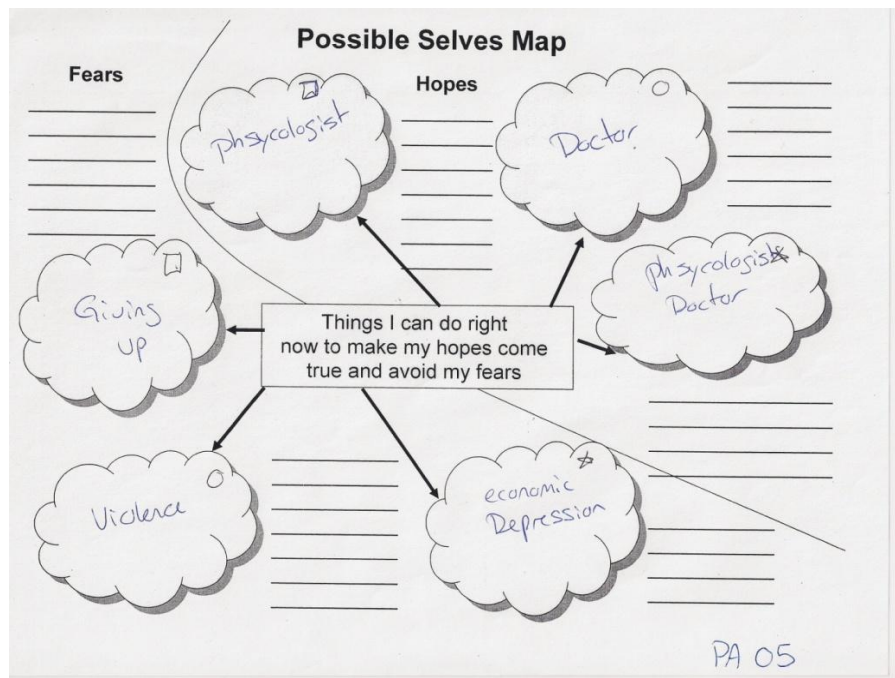 Possible Selves Map
Fears
Hopes
phsycologist
Doctor
phsycologist
Doctor
Giving
up
Things I can do right
now to make my hopes come
true and avoid my fears
Violence
economic
Depression
PA 05